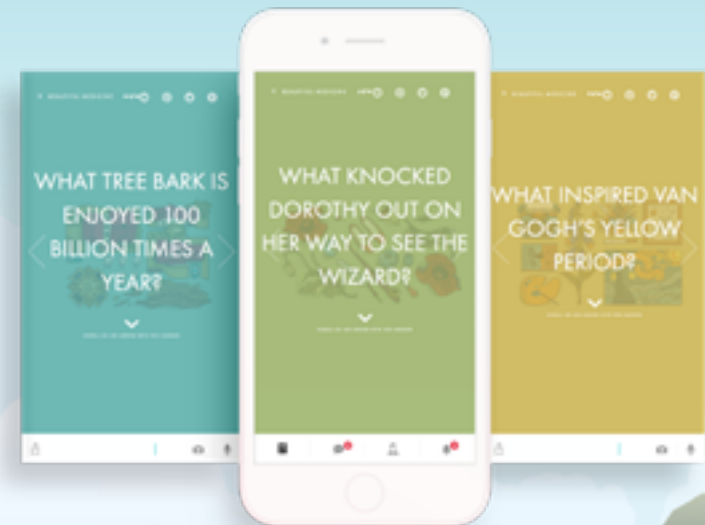 WHAT TREE BARK IS
ENJOYED 100
BILLION TIMES A
YEAR?
WHAT KNOCKED
DOROTHY OUT ON
HER WAY TO SEE THE
WIZARD?
WHAT INSPIRED VAN
GOGH'S YELLOW
PERIOD?